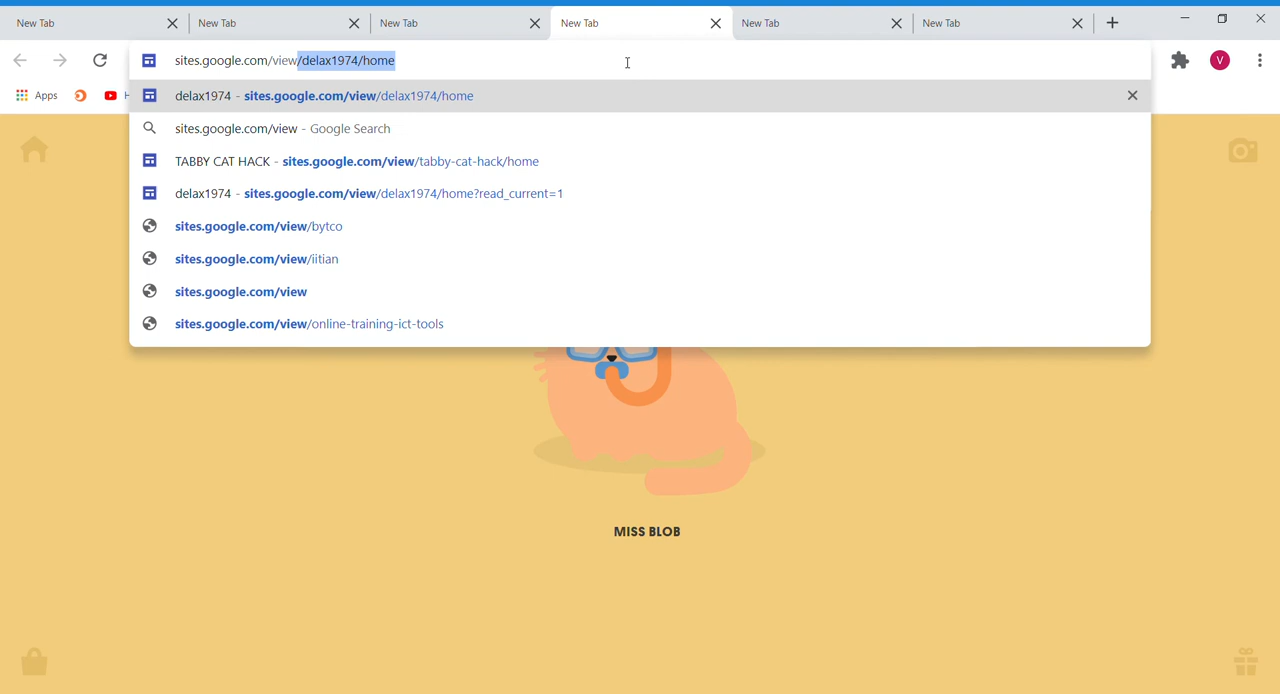 New Tab New Tab New Tab New Tab New Tab New Tab
sites.google.com/view/delax1974/home
V
Apps
delax1974 - sites.google.com/view/delax1974/home
sites.google.com/view - Google Search
TABBY CAT HACK - sites.google.com/view/tabby-cat-hack/home
delax1974 - sites.google.com/view/delax1974/home?read_current=1
sites.google.com/view/bytco
sites.google.com/view/iitian
sites.google.com/view
sites.google.com/view/online-training-ict-tools
MISS BLOB